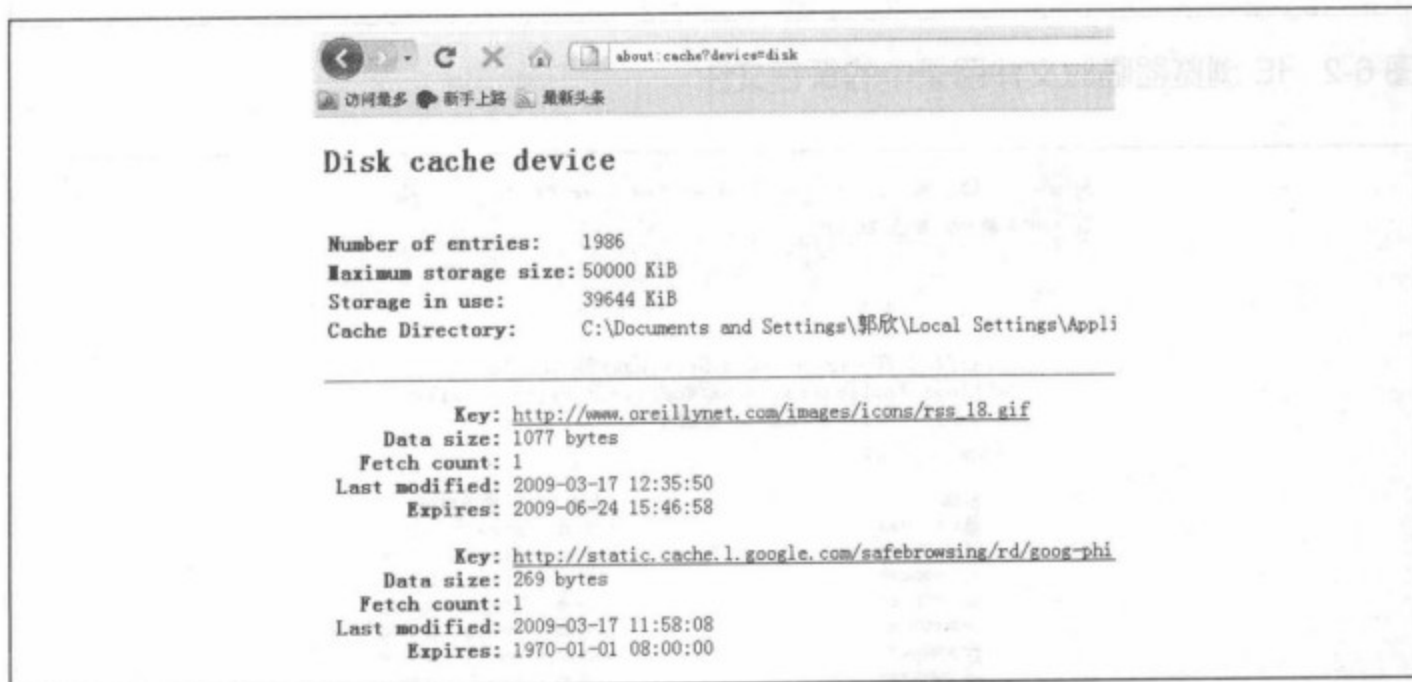 about:cache?device=disk
访问最多 新手上路 最新头条
Disk cache device
Number of entries: 1986
Maximum storage size: 50000 KiB
Storage in use: 39644 KiB
Cache Directory: C:\Documents and Settings\郭欣\Local Settings\Appli
Key: http://www.oreillynet.com/images/icons/rss_18.gif
Data size: 1077 bytes
Fetch count: 1
Last modified: 2009-03-17 12:35:50
Expires: 2009-06-24 15:46:58
Key: http://static.cache.l.google.com/safebrowsing/rd/goog-phi
Data size: 269 bytes
Fetch count: 1
Last modified: 2009-03-17 11:58:08
Expires: 1970-01-01 08:00:00